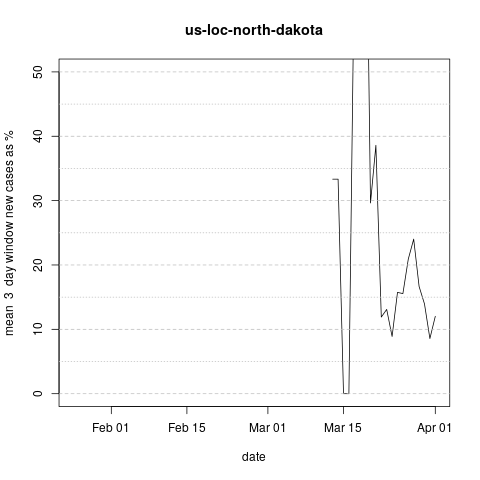 us-loc-north-dakota
mean 3 day window new cases as %
50
40
30
20
10
0
Feb 01 Feb 15 Mar 01 Mar 15 Apr 01
date